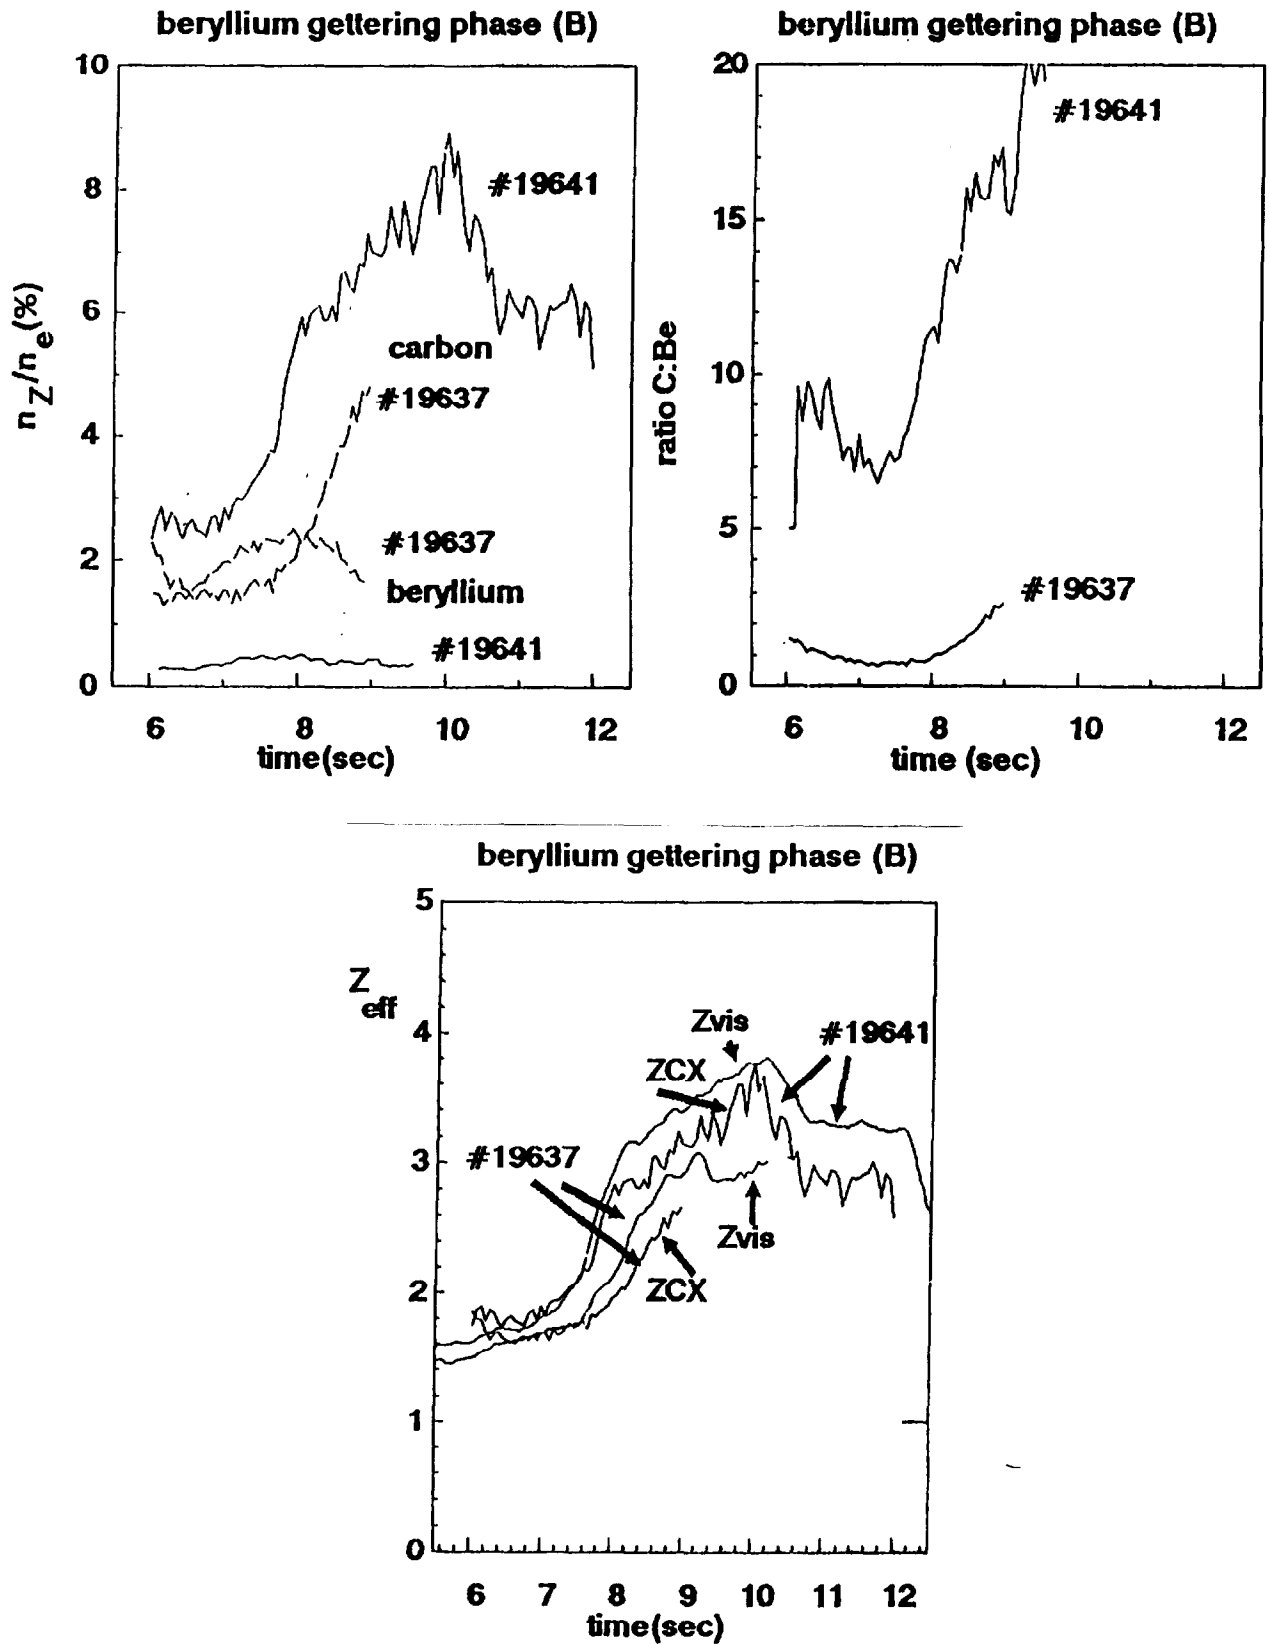 beryllium gettering phase (B)
10
8
6
4
2
0
n_Z/n_e(%)
#19641
carbon
#19637
#19637
beryllium
#19641
6 8 10 12
time(sec)
beryllium gettering phase (B)
20
15
10
5
0
ratio C:Be
#19641
#19637
6 8 10 12
time (sec)
beryllium gettering phase (B)
5
4
3
2
1
0
Z
eff
Zvis
#19641
ZCX
#19637
Zvis
ZCX
6 7 8 9 10 11 12
time(sec)